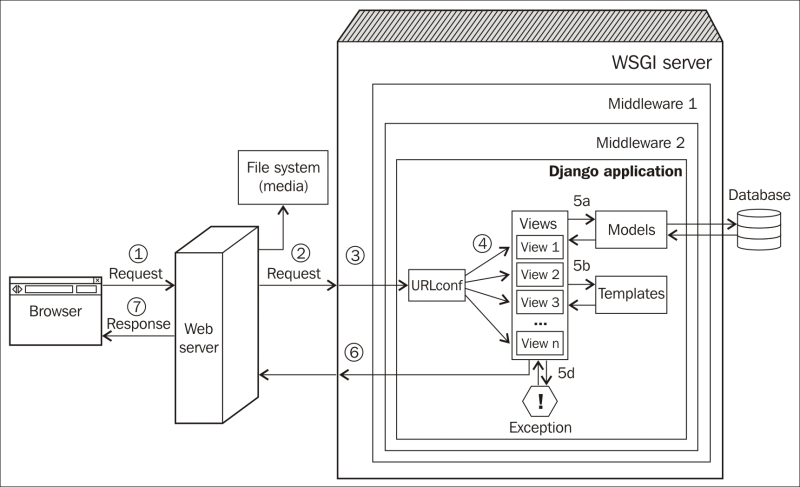 WSGI server
Middleware 1
Middleware 2
Django application
File system
(media)
Database
5a
Views
Models
1
Request
2
Request
3
4
View 1
URLconf
View 2
5b
Templates
View 3
...
View n
Browser
7
Response
Web
server
6
5d
!
Exception